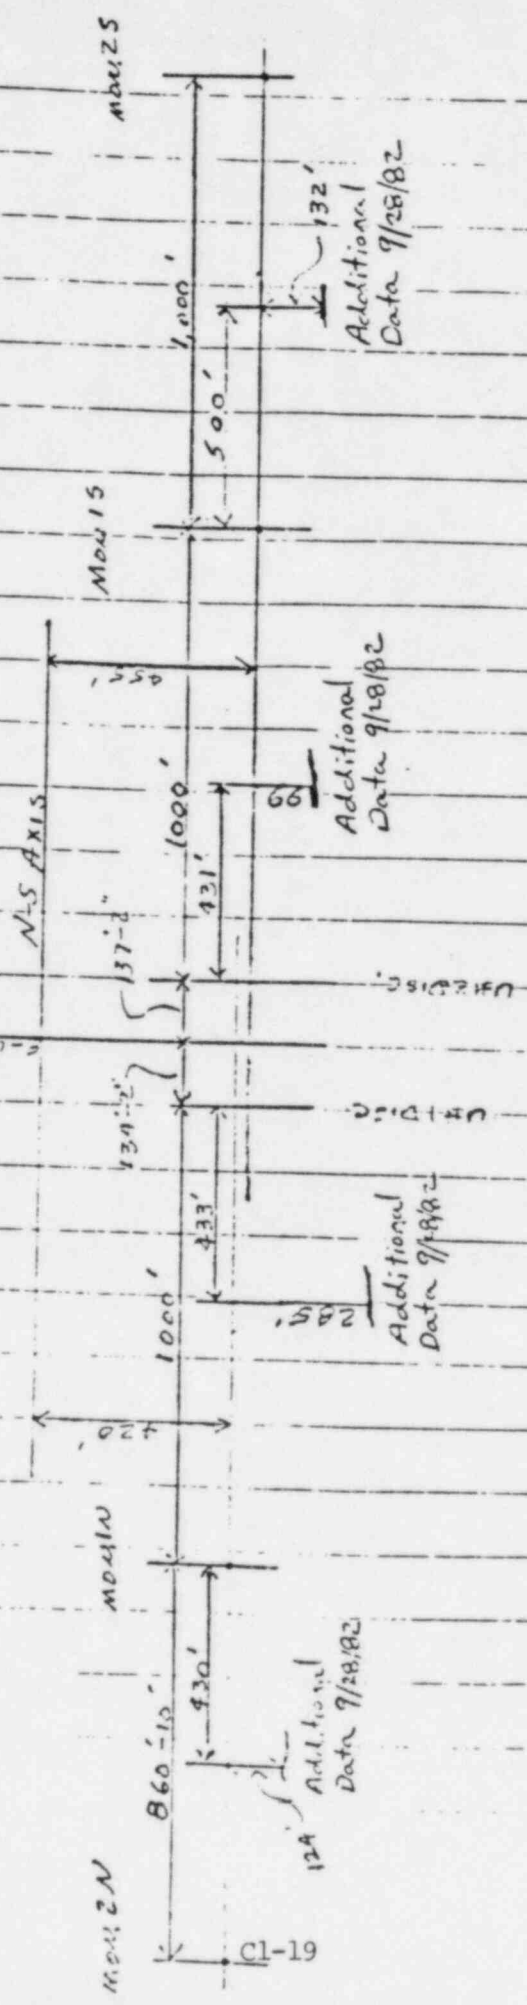 MON 2S
1,000'
132'
Additional
Data 9/28/82
500'
MON 1S
N-S AXIS
1000'
99
Additional
Data 9/28/82
431'
137'-2"
134'-2"
433'
Additional
Data 9/28/82
1000'
420'
MON 1N
860'-10'
430'
Additional
Data 9/28/82
124'
MON 2N
C1-19